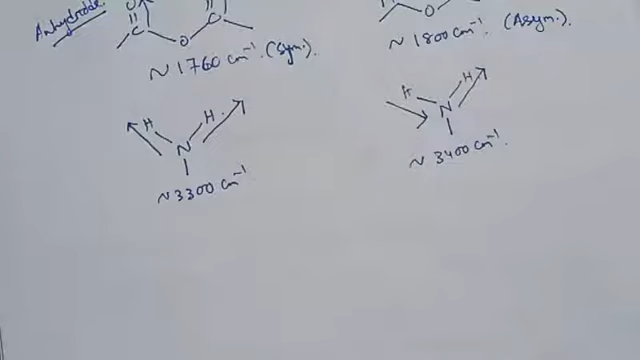 Anhydride.
O
C
O
C
~1760 cm⁻¹. (Sym.).
O
~1800 cm⁻¹. (Asym.).
H H.
N
~3300 cm⁻¹
H H
N
~3400 cm⁻¹.